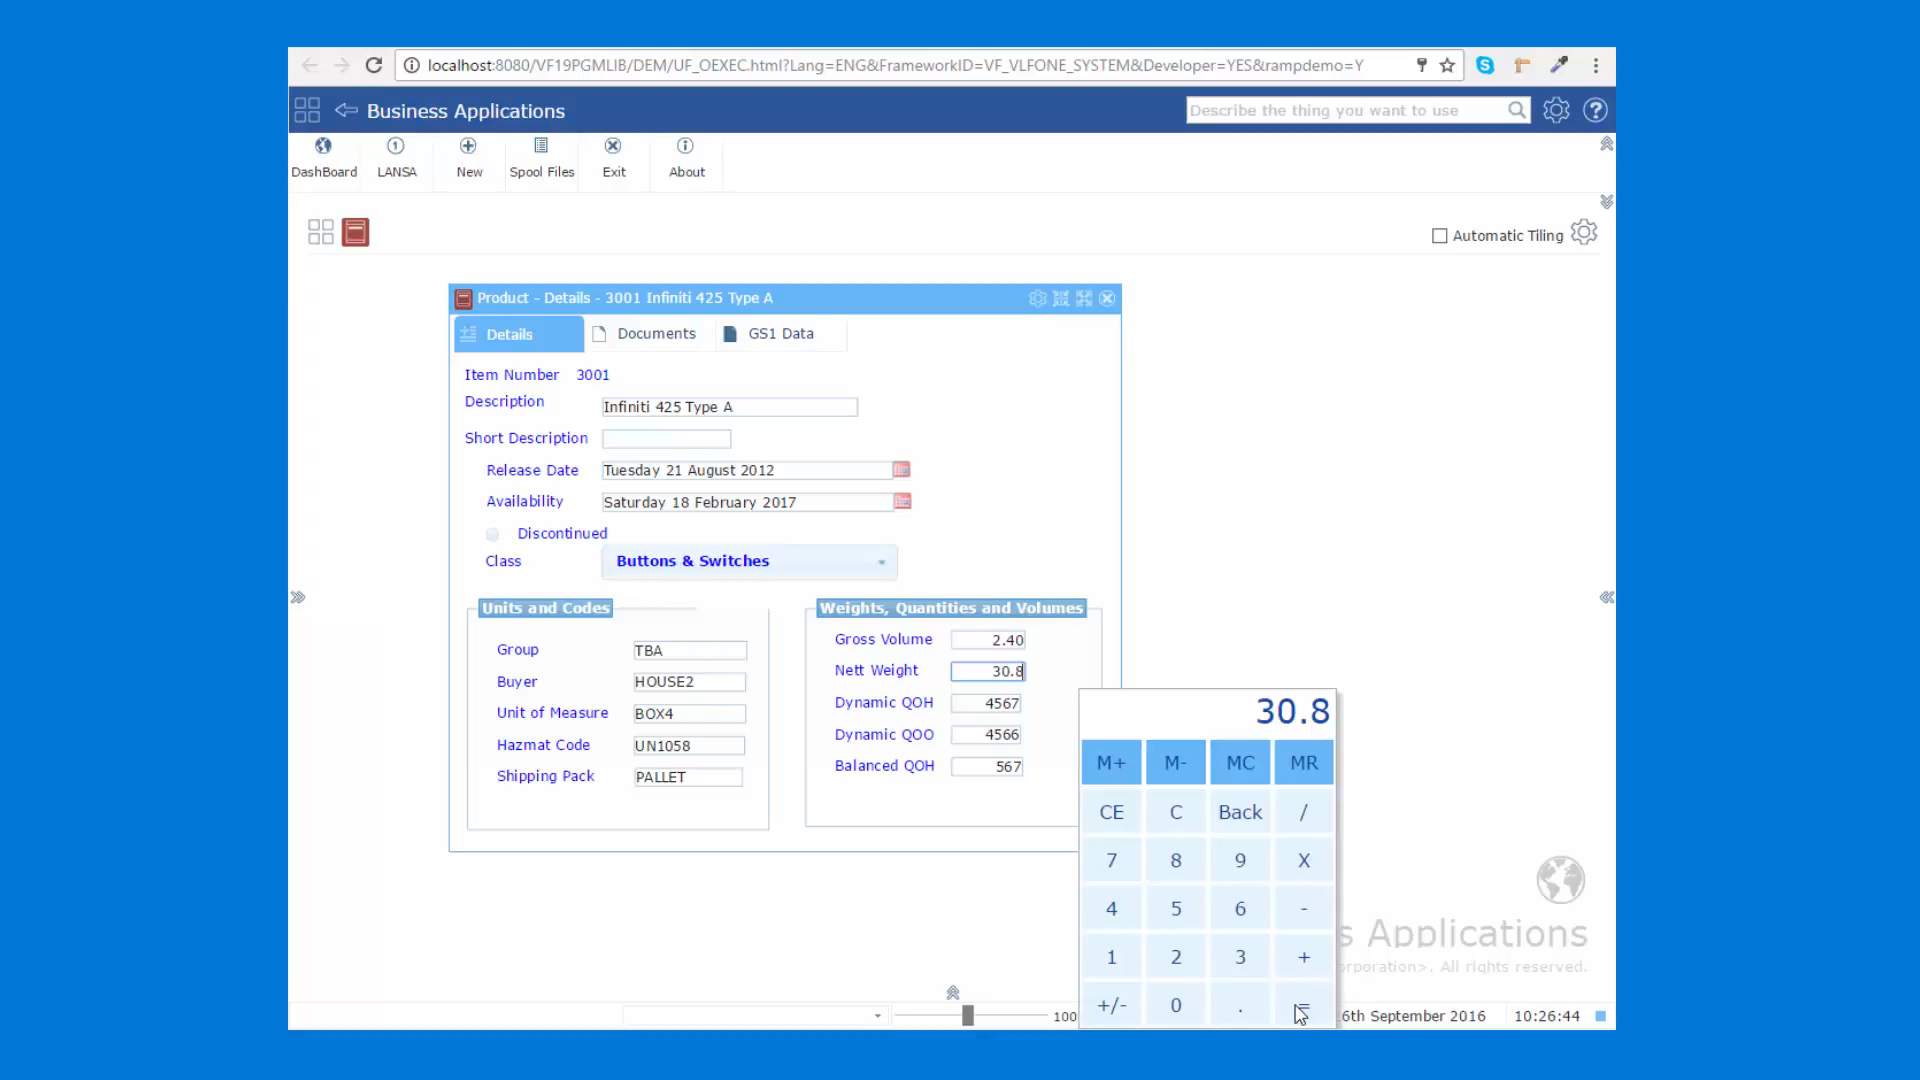 localhost:8080/VF19PGMLIB/DEM/UF_OEXEC.html?Lang=ENG&FrameworkID=VF_VLFONE_SYSTEM&Developer=YES&rampdemo=Y
Business Applications
Describe the thing you want to use
DashBoard LANSA New Spool Files Exit About
Automatic Tiling
Product - Details - 3001 Infiniti 425 Type A
Details Documents GS1 Data
Item Number 3001
Description Infiniti 425 Type A
Short Description
Release Date Tuesday 21 August 2012
Availability Saturday 18 February 2017
Discontinued
Class Buttons & Switches
Units and Codes
Group TBA
Buyer HOUSE2
Unit of Measure BOX4
Hazmat Code UN1058
Shipping Pack PALLET
Weights, Quantities and Volumes
Gross Volume 2.40
Nett Weight 30.8
Dynamic QOH 4567
Dynamic QOO 4566
Balanced QOH 567
30.8
M+ M- MC MR
CE C Back /
7 8 9 X
4 5 6 -
1 2 3 +
+/- 0 . =
s Applications
orporation>. All rights reserved.
100
6th September 2016 10:26:44